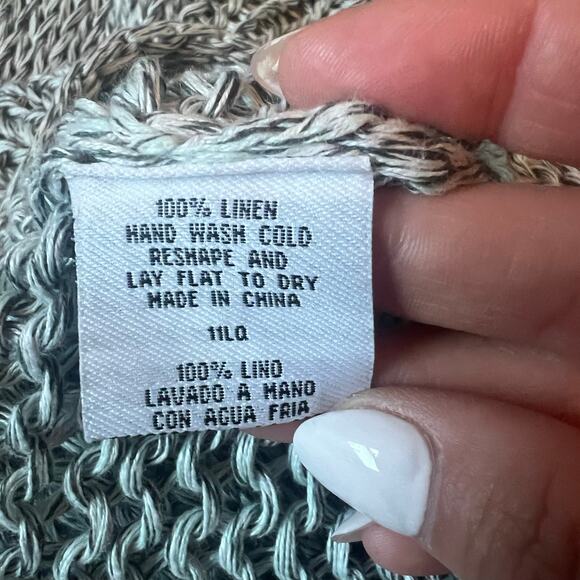 100% LINEN
HAND WASH COLD
RESHAPE AND
LAY FLAT TO DRY
MADE IN CHINA
11LQ
100% LINO
LAVADO A MANO
CON AGUA FRIA